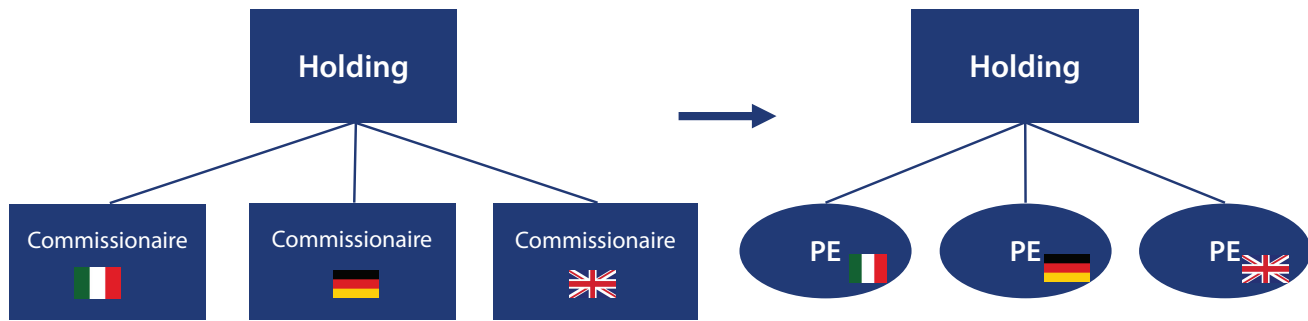 Holding
Holding
Commissionaire
Commissionaire
Commissionaire
PE
PE
PE